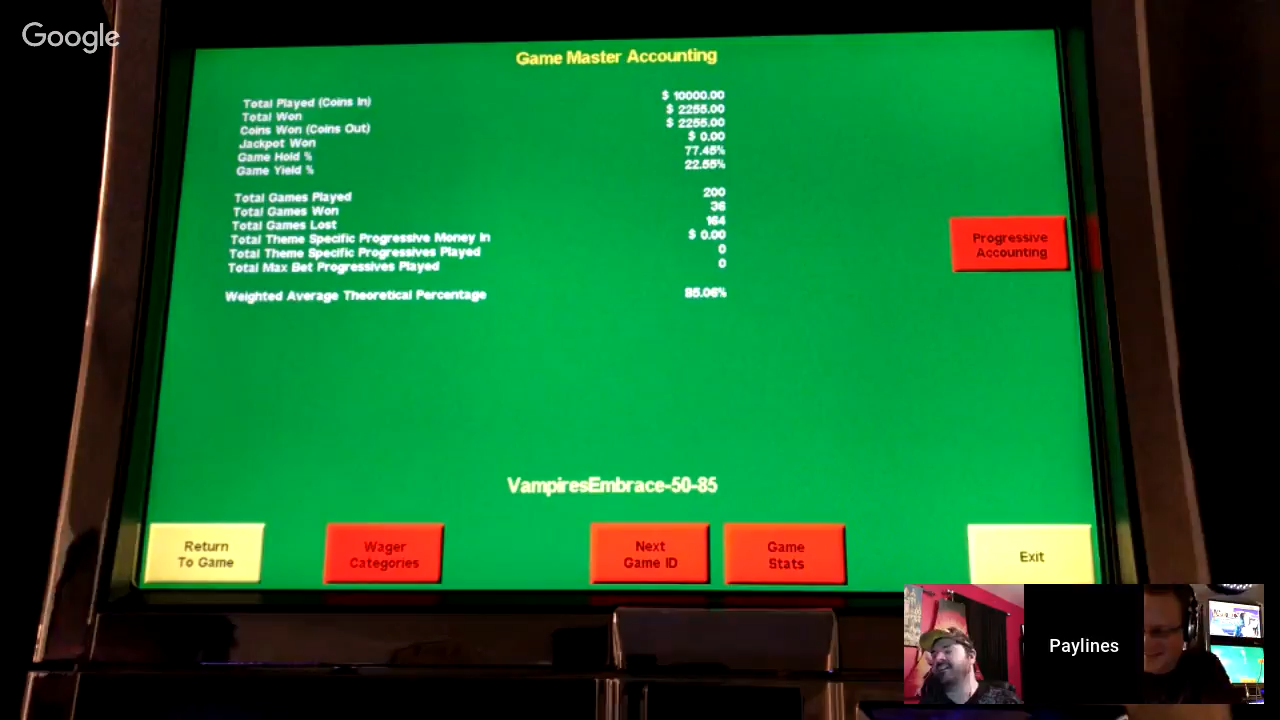 Google
Game Master Accounting
Total Played (Coins In) $ 10000.00
Total Won $ 2255.00
Coins Won (Coins Out) $ 2255.00
Jackpot Won $ 0.00
Game Hold % 77.45%
Game Yield % 22.55%
Total Games Played 200
Total Games Won 36
Total Games Lost 164
Total Theme Specific Progressive Money In $ 0.00
Total Theme Specific Progressives Played 0
Total Max Bet Progressives Played 0
Weighted Average Theoretical Percentage 85.06%
Progressive
Accounting
VampiresEmbrace-50-85
Return
To Game
Wager
Categories
Next
Game ID
Game
Stats
Exit
Paylines